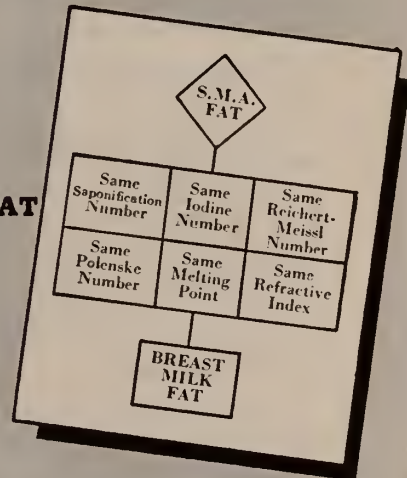 S.M.A.
FAT
AT
Same
Saponification
Number
Same
Iodine
Number
Same
Reichert-
Meissl
Number
Same
Polenske
Number
Same
Melting
Point
Same
Refractive
Index
BREAST
MILK
FAT